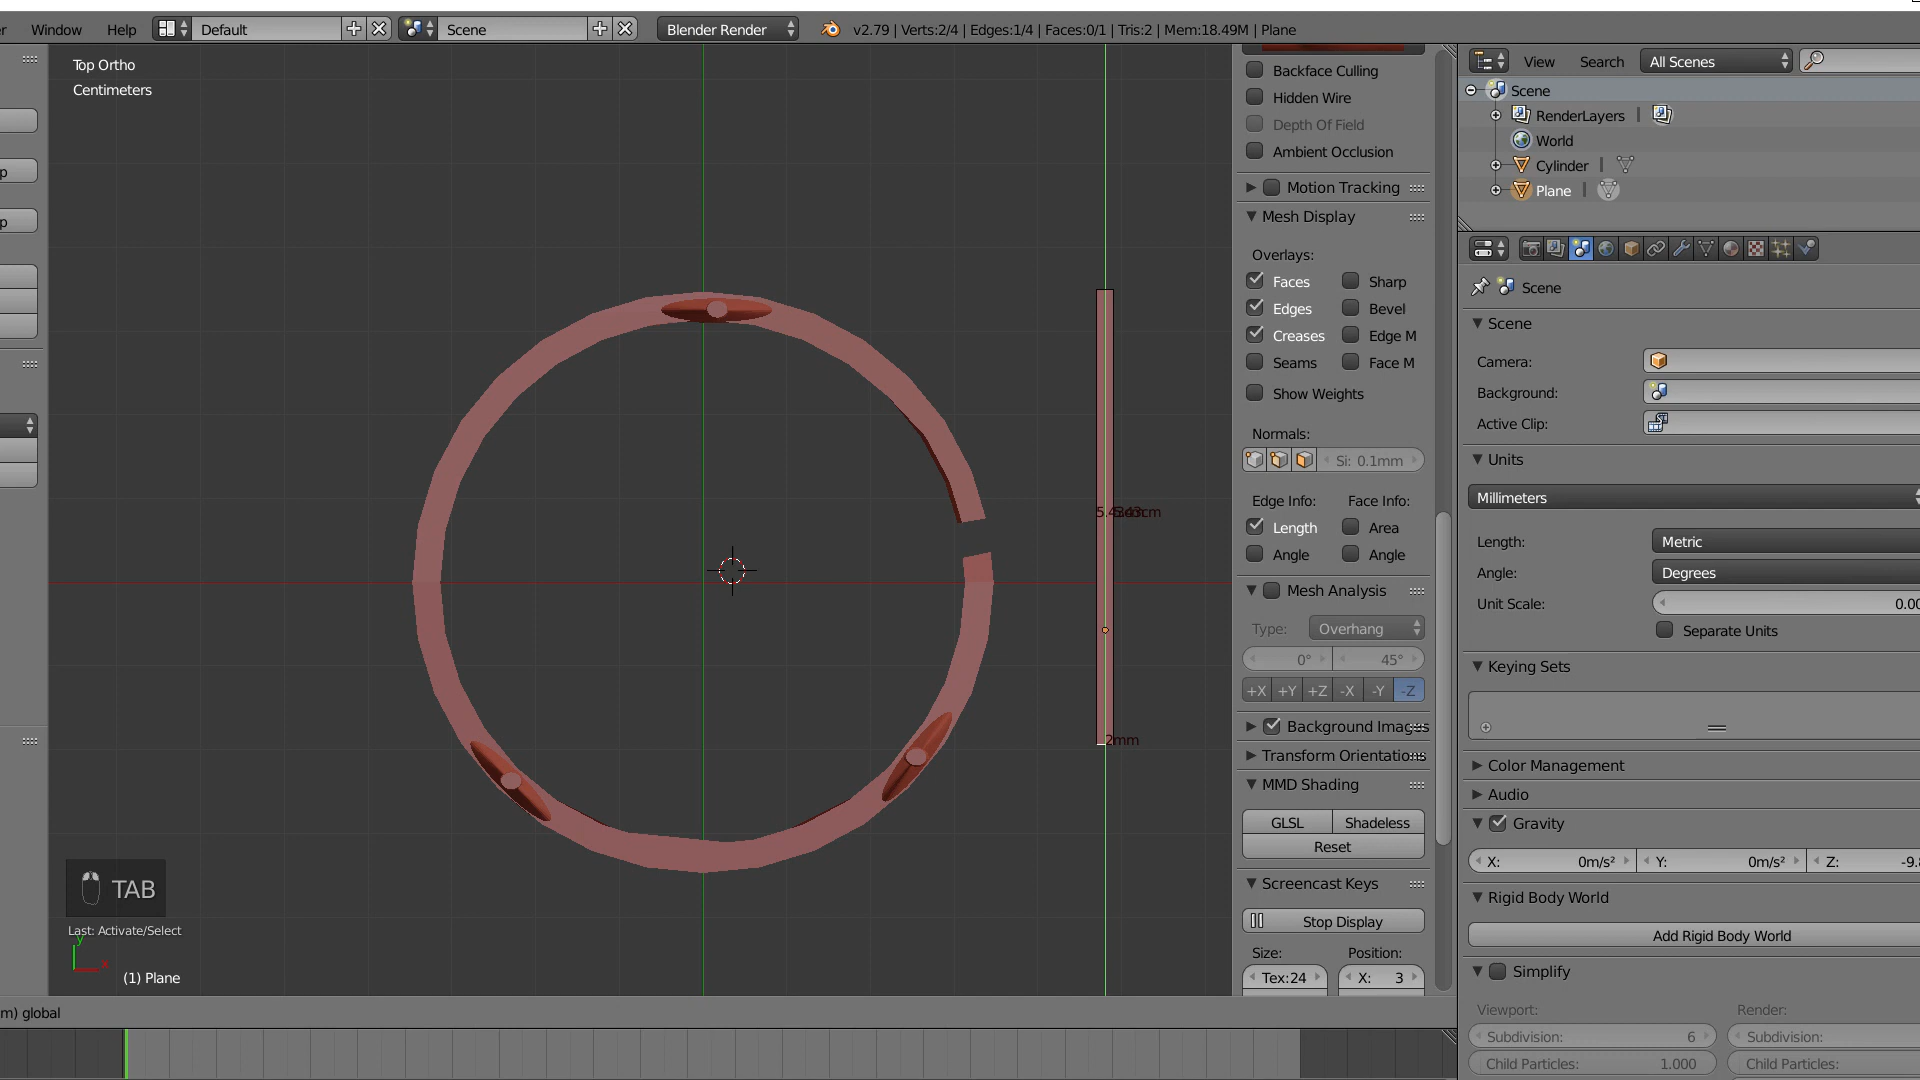 Window Help Default Scene Blender Render v2.79 | Verts:2/4 | Edges:1/4 | Faces:0/1 | Tris:2 | Mem:18.49M | Plane
Top Ortho
Centimeters
p
p
2mm
TAB
Last: Activate/Select
y
x
(1) Plane
m) global
Backface Culling
Hidden Wire
Depth Of Field
Ambient Occlusion
Motion Tracking
Mesh Display
Overlays:
Faces Sharp
Edges Bevel
Creases Edge M
Seams Face M
Show Weights
Normals:
Si: 0.1mm
Edge Info: Face Info:
Length Area
Angle Angle
Mesh Analysis
Type: Overhang
0° 45°
+X +Y +Z -X -Y -Z
Background Images
Transform Orientations
MMD Shading
GLSL Shadeless
Reset
Screencast Keys
Stop Display
Size: Position:
Tex:24 X: 3
View Search All Scenes
Scene
RenderLayers |
World
Cylinder |
Plane |
Scene
Scene
Camera:
Background:
Active Clip:
Units
Millimeters
Length: Metric
Angle: Degrees
Unit Scale: 0.00
Separate Units
Keying Sets
Color Management
Audio
Gravity
X: 0m/s² Y: 0m/s² Z: -9.8
Rigid Body World
Add Rigid Body World
Simplify
Viewport: Render:
Subdivision: 6 Subdivision:
Child Particles: 1.000 Child Particles: